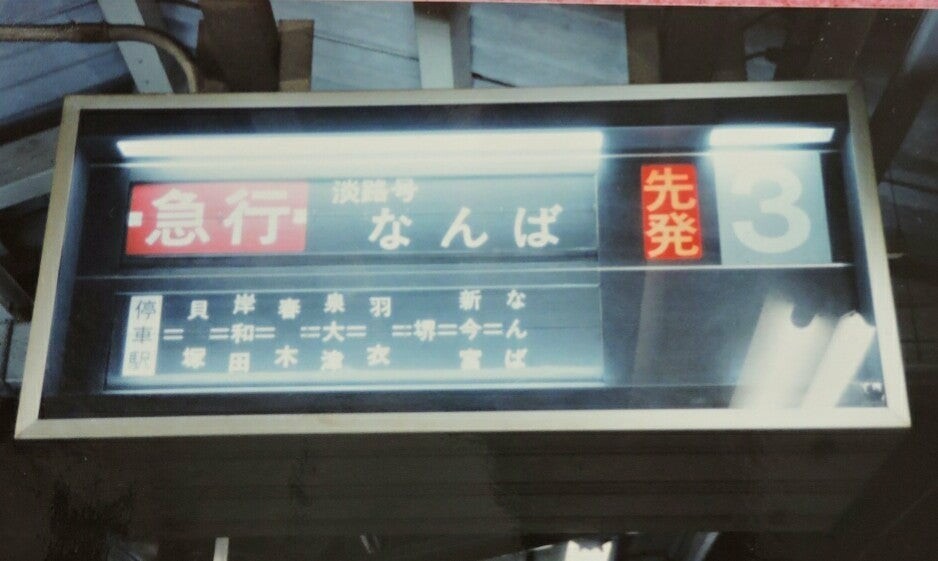 急行 淡路号 なんば 先発 3
停車駅 = 貝塚 = 岸和田 = 春木 = 泉大津 = 羽衣 = 堺 = 新今宮 = なんば